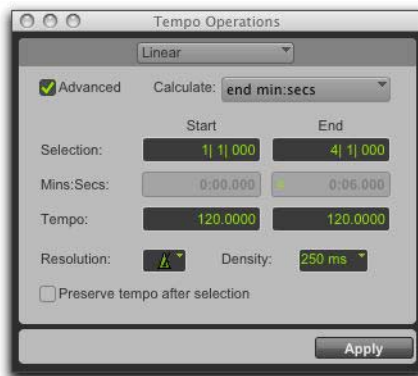 Tempo Operations
Linear
Advanced Calculate: end min:secs
Start End
Selection: 1| 1| 000 4| 1| 000
Mins:Secs: 0:00.000 0:06.000
Tempo: 120.0000 120.0000
Resolution: Density: 250 ms
Preserve tempo after selection
Apply